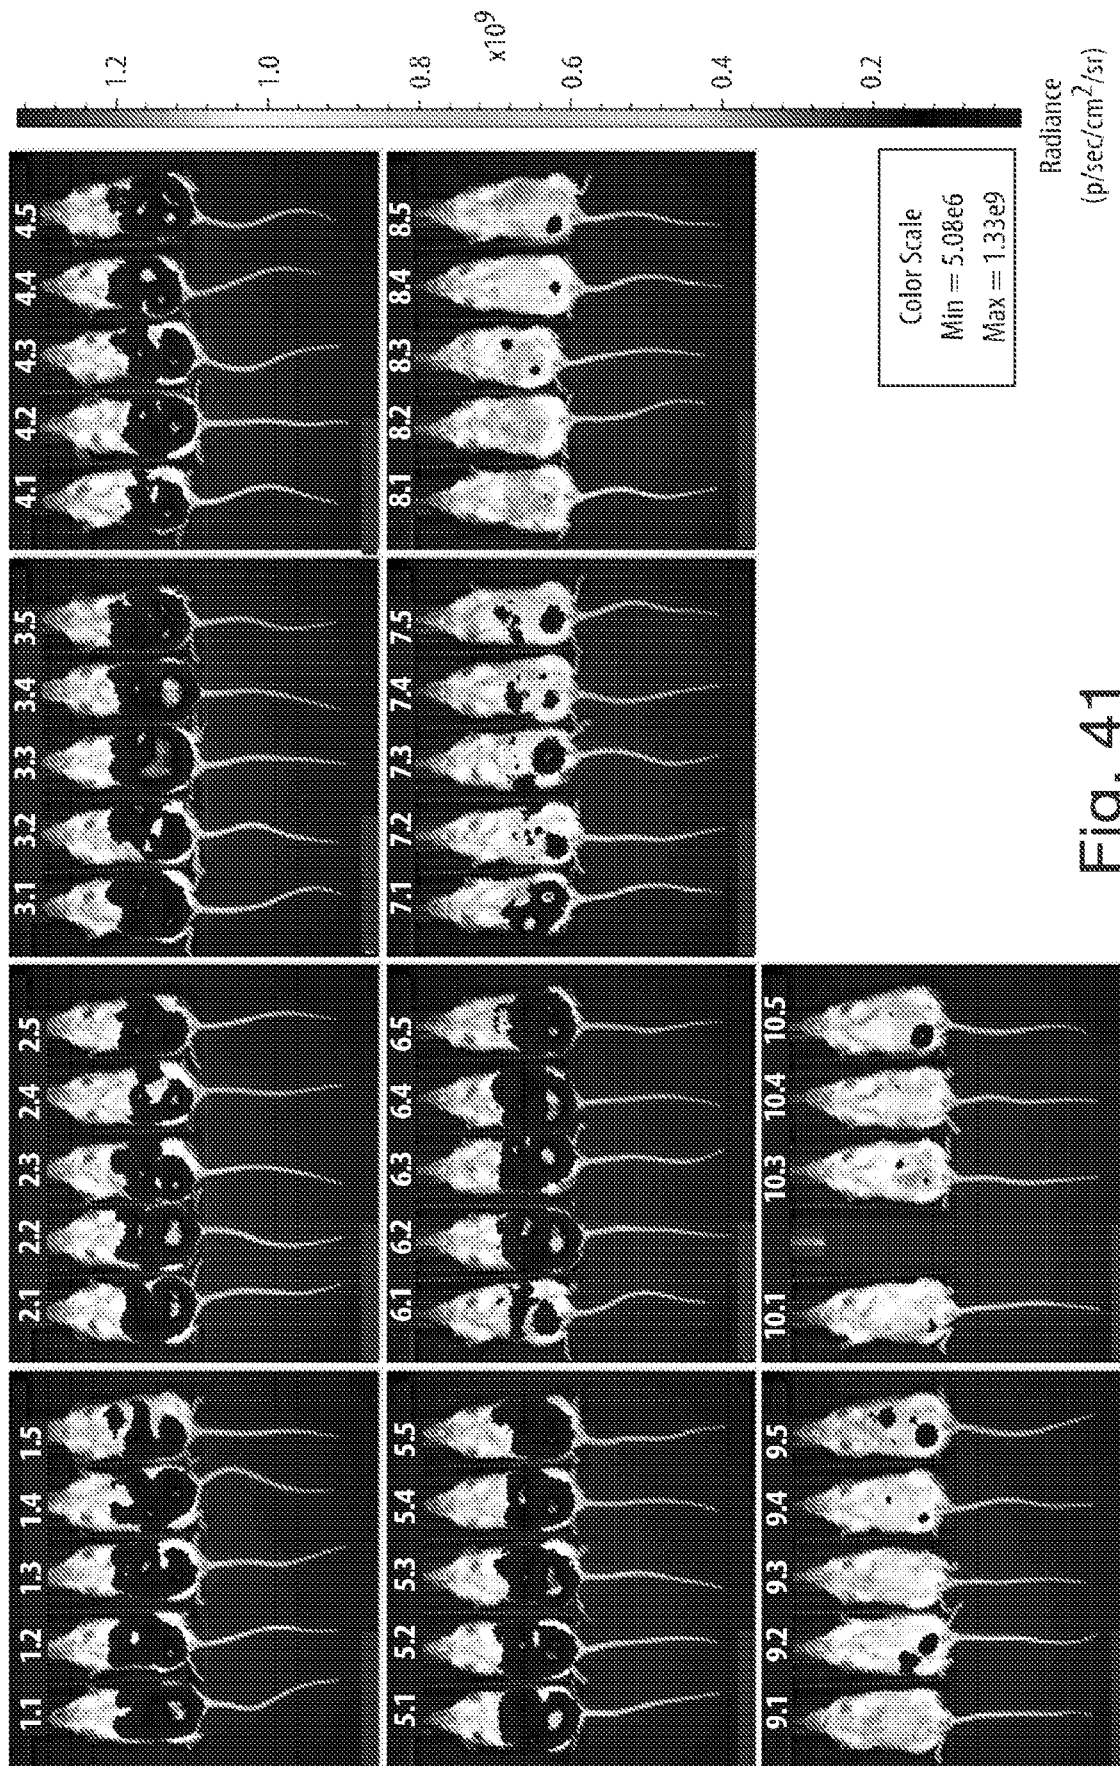 1.1 1.2 1.3 1.4 1.5
2.1 2.2 2.3 2.4 2.5
3.1 3.2 3.3 3.4 3.5
4.1 4.2 4.3 4.4 4.5
5.1 5.2 5.3 5.4 5.5
6.1 6.2 6.3 6.4 6.5
7.1 7.2 7.3 7.4 7.5
8.1 8.2 8.3 8.4 8.5
9.1 9.2 9.3 9.4 9.5
10.1 10.3 10.4 10.5
1.2
1.0
x10⁹
0.8
0.6
0.4
0.2
Radiance
(p/sec/cm²/sr)
Color Scale
Min = 5.08e6
Max = 1.33e9
Fig. 41